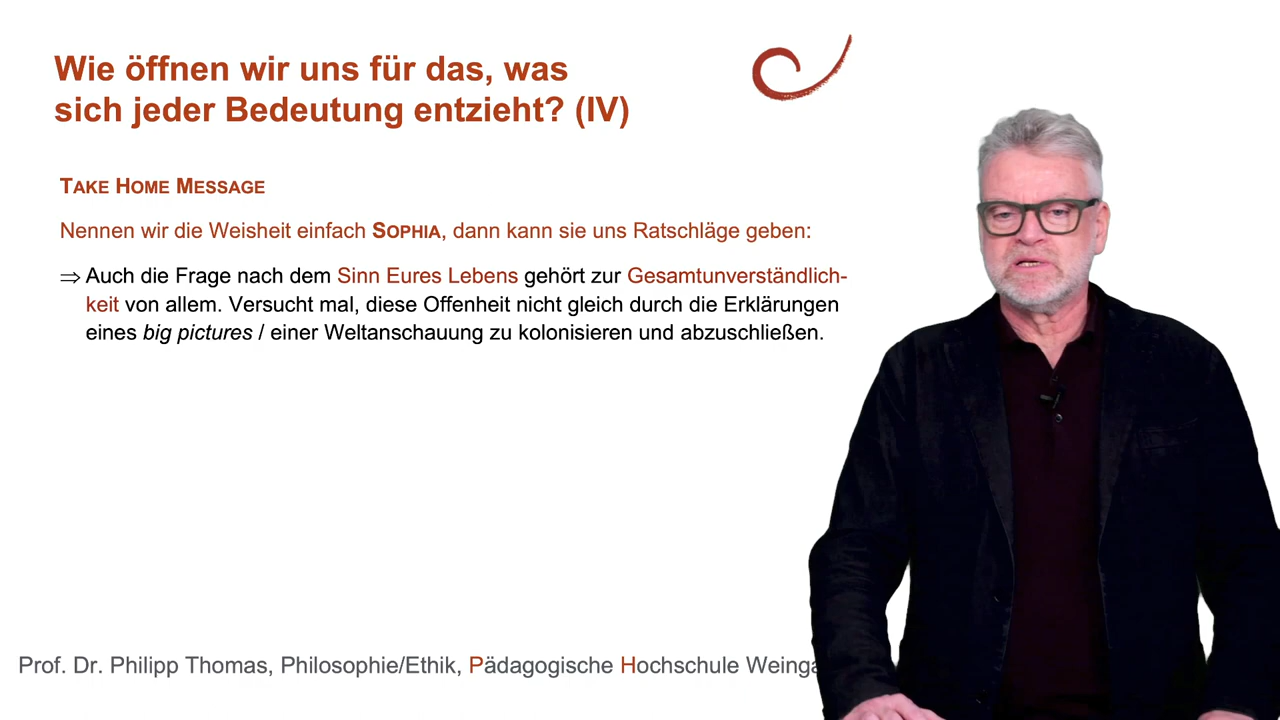 Wie öffnen wir uns für das, was
sich jeder Bedeutung entzieht? (IV)
TAKE HOME MESSAGE
Nennen wir die Weisheit einfach SOPHIA, dann kann sie uns Ratschläge geben:
⇒ Auch die Frage nach dem Sinn Eures Lebens gehört zur Gesamtunverständlich-
keit von allem. Versucht mal, diese Offenheit nicht gleich durch die Erklärungen
eines big pictures / einer Weltanschauung zu kolonisieren und abzuschließen.
Prof. Dr. Philipp Thomas, Philosophie/Ethik, Pädagogische Hochschule